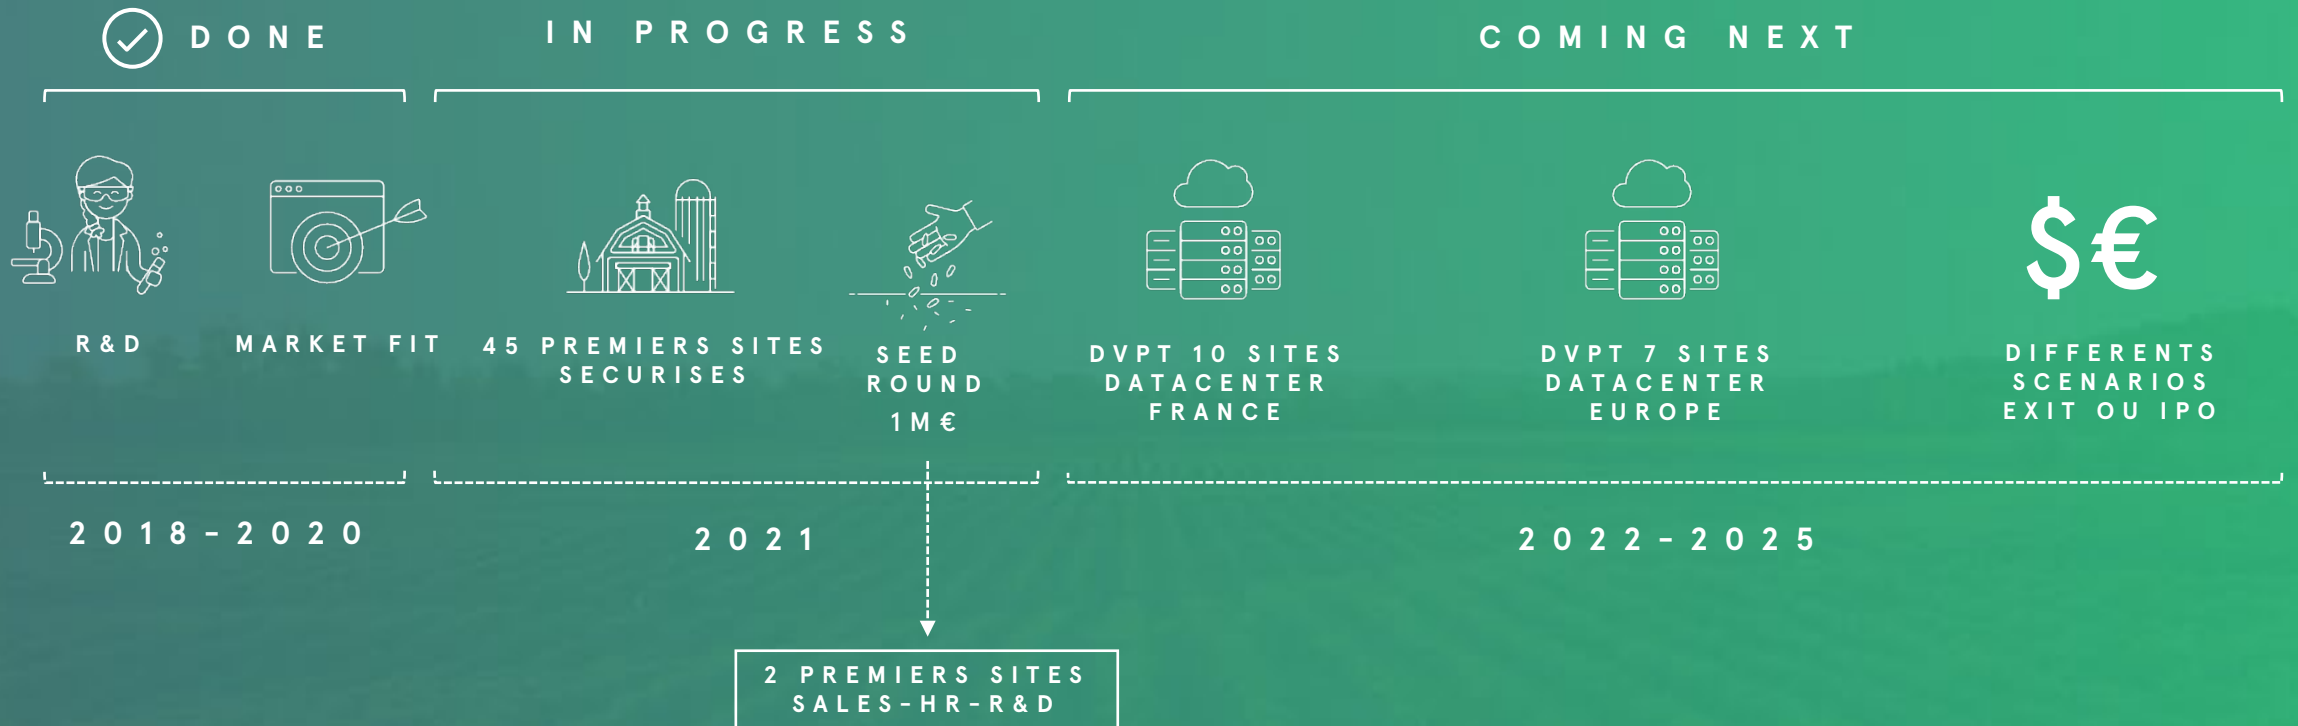 DONE
IN PROGRESS
COMING NEXT
R&D
MARKET FIT
45 PREMIERS SITES
SECURISES
SEED
ROUND
1M€
DVPT 10 SITES
DATACENTER
FRANCE
DVPT 7 SITES
DATACENTER
EUROPE
$€
DIFFERENTS
SCENARIOS
EXIT OU IPO
2018-2020
2021
2022-2025
2 PREMIERS SITES
SALES-HR-R&D